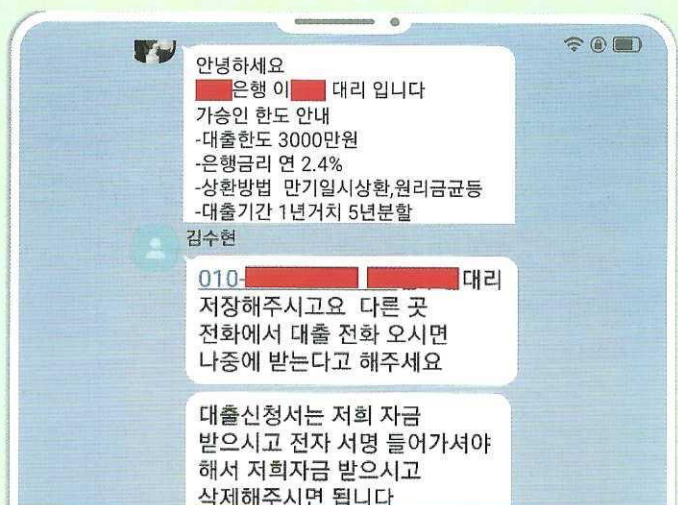 안녕하세요
은행 이 대리 입니다
가승인 한도 안내
-대출한도 3000만원
-은행금리 연 2.4%
-상환방법 만기일시상환,원리금균등
-대출기간 1년거치 5년분할
김수현
010- 대리
저장해주시고요 다른 곳
전화에서 대출 전화 오시면
나중에 받는다고 해주세요
대출신청서는 저희 자금
받으시고 전자 서명 들어가셔야
해서 저희자금 받으시고
삭제해주시면 됩니다